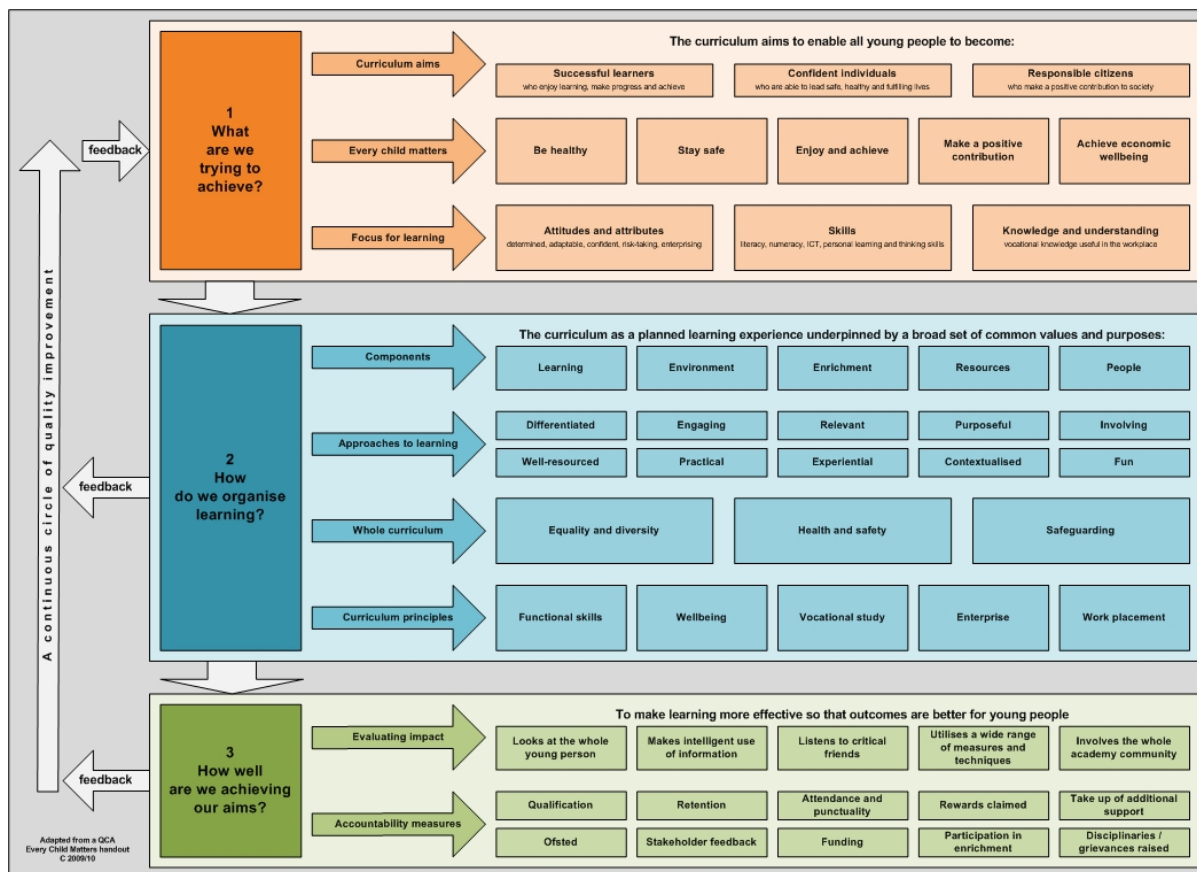 A continuous circle of quality improvement
feedback
1
What
are we
trying to
achieve?
Curriculum aims
The curriculum aims to enable all young people to become:
Successful learners
who enjoy learning, make progress and achieve
Confident individuals
who are able to lead safe, healthy and fulfilling lives
Responsible citizens
who make a positive contribution to society
Every child matters
Be healthy
Stay safe
Enjoy and achieve
Make a positive
contribution
Achieve economic
wellbeing
Focus for learning
Attitudes and attributes
determined, adaptable, confident, risk-taking, enterprising
Skills
literacy, numeracy, ICT, personal learning and thinking skills
Knowledge and understanding
vocational knowledge useful in the workplace
feedback
2
How
do we organise
learning?
The curriculum as a planned learning experience underpinned by a broad set of common values and purposes:
Components
Learning
Environment
Enrichment
Resources
People
Approaches to learning
Differentiated
Engaging
Relevant
Purposeful
Involving
Well-resourced
Practical
Experiential
Contextualised
Fun
Whole curriculum
Equality and diversity
Health and safety
Safeguarding
Curriculum principles
Functional skills
Wellbeing
Vocational study
Enterprise
Work placement
feedback
3
How well
are we achieving
our aims?
To make learning more effective so that outcomes are better for young people
Evaluating impact
Looks at the whole
young person
Makes intelligent use
of information
Listens to critical
friends
Utilises a wide range
of measures and
techniques
Involves the whole
academy community
Accountability measures
Qualification
Retention
Attendance and
punctuality
Rewards claimed
Take up of additional
support
Ofsted
Stakeholder feedback
Funding
Participation in
enrichment
Disciplinaries /
grievances raised
Adapted from a QCA
Every Child Matters handout
C 2009/10